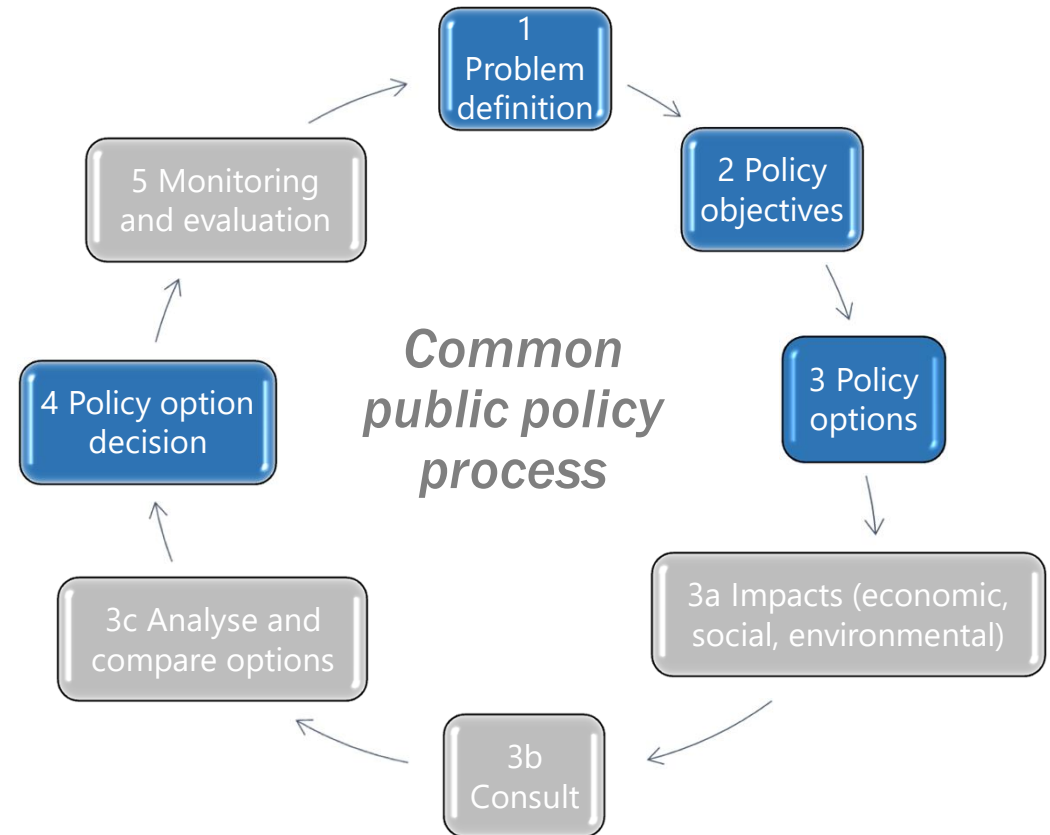 1
Problem
definition
2 Policy
objectives
3 Policy
options
3a Impacts (economic,
social, environmental)
3b
Consult
3c Analyse and
compare options
4 Policy option
decision
5 Monitoring
and evaluation
Common
public policy
process